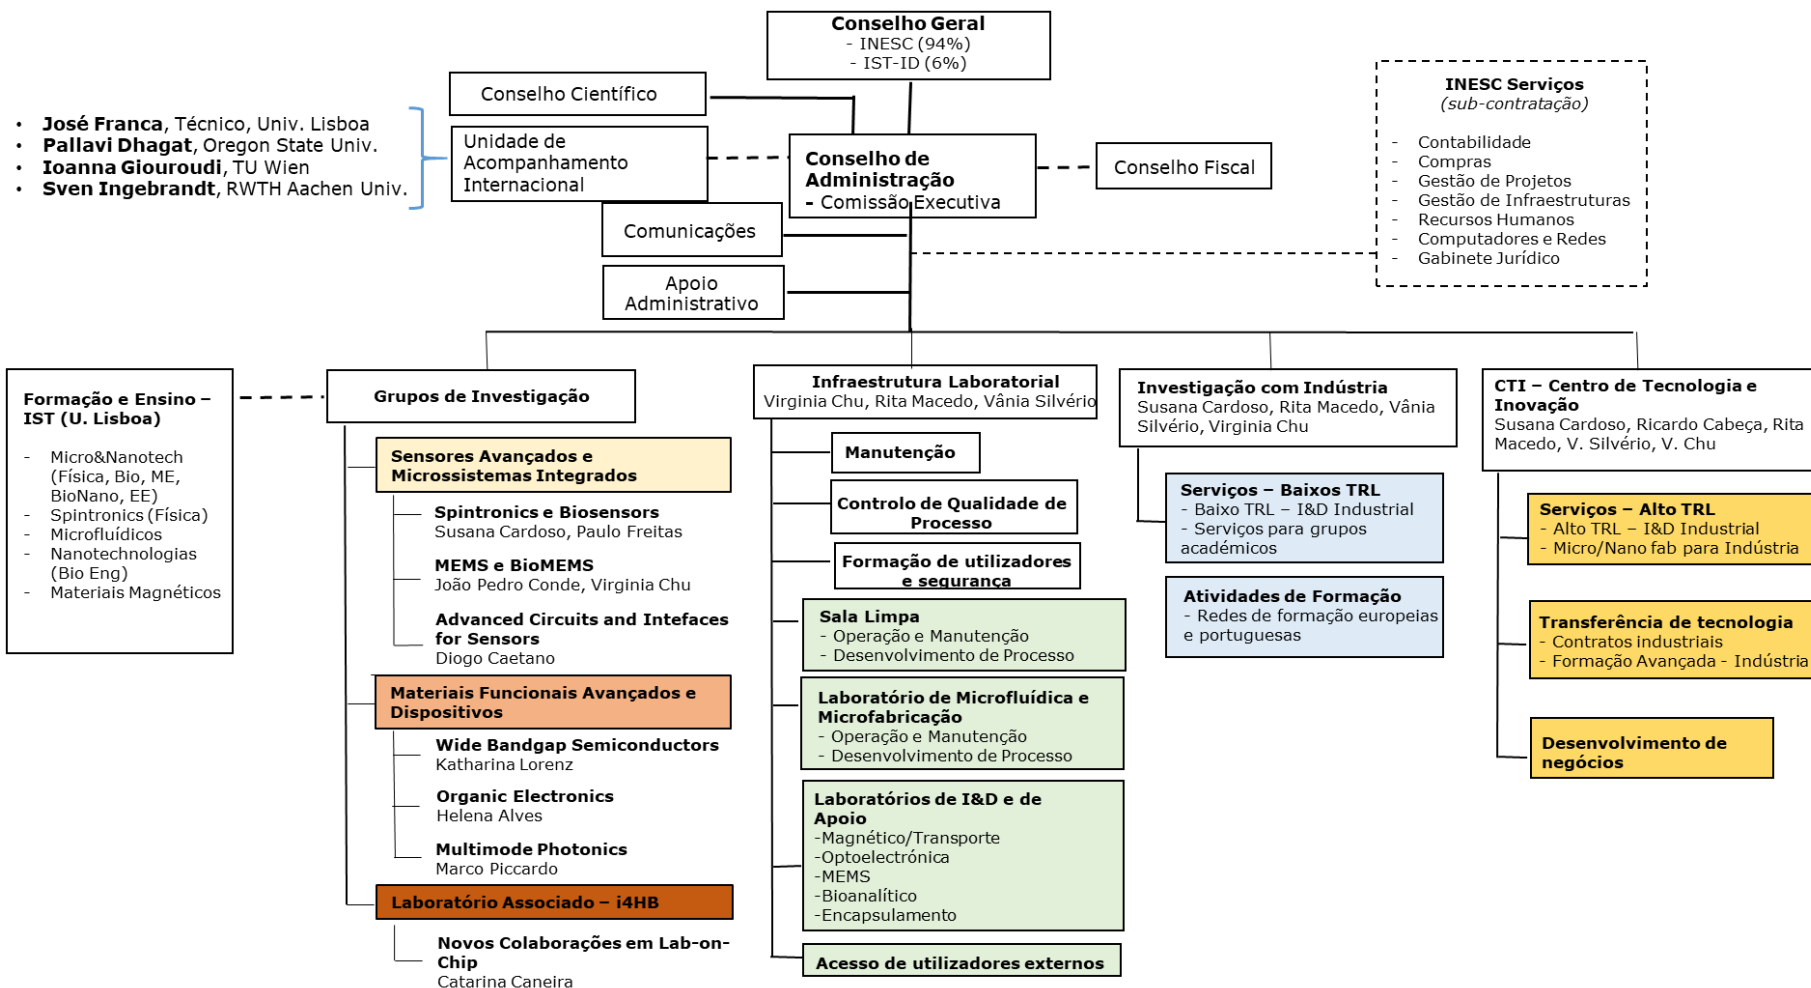 Conselho Geral
- INESC (94%)
- IST-ID (6%)
Conselho Científico
• José Franca, Técnico, Univ. Lisboa
• Pallavi Dhagat, Oregon State Univ.
• Ioanna Giouroudi, TU Wien
• Sven Ingebrandt, RWTH Aachen Univ.
Unidade de
Acompanhamento
Internacional
Conselho de
Administração
- Comissão Executiva
Conselho Fiscal
INESC Serviços
(sub-contratação)
- Contabilidade
- Compras
- Gestão de Projetos
- Gestão de Infraestruturas
- Recursos Humanos
- Computadores e Redes
- Gabinete Jurídico
Comunicações
Apoio
Administrativo
Formação e Ensino –
IST (U. Lisboa)
- Micro&Nanotech
(Física, Bio, ME,
BioNano, EE)
- Spintronics (Física)
- Microfluídicos
- Nanotechnologias
(Bio Eng)
- Materiais Magnéticos
Grupos de Investigação
Sensores Avançados e
Microssistemas Integrados
Spintronics e Biosensors
Susana Cardoso, Paulo Freitas
MEMS e BioMEMS
João Pedro Conde, Virginia Chu
Advanced Circuits and Intefaces
for Sensors
Diogo Caetano
Materiais Funcionais Avançados e
Dispositivos
Wide Bandgap Semiconductors
Katharina Lorenz
Organic Electronics
Helena Alves
Multimode Photonics
Marco Piccardo
Laboratório Associado – i4HB
Novos Colaborações em Lab-on-
Chip
Catarina Caneira
Infraestrutura Laboratorial
Virginia Chu, Rita Macedo, Vânia Silvério
Manutenção
Controlo de Qualidade de
Processo
Formação de utilizadores
e segurança
Sala Limpa
- Operação e Manutenção
- Desenvolvimento de Processo
Laboratório de Microfluídica e
Microfabricação
- Operação e Manutenção
- Desenvolvimento de Processo
Laboratórios de I&D e de
Apoio
-Magnético/Transporte
-Optoelectrónica
-MEMS
-Bioanalítico
-Encapsulamento
Acesso de utilizadores externos
Investigação com Indústria
Susana Cardoso, Rita Macedo, Vânia
Silvério, Virginia Chu
Serviços – Baixos TRL
- Baixo TRL – I&D Industrial
- Serviços para grupos
académicos
Atividades de Formação
- Redes de formação europeias
e portuguesas
CTI – Centro de Tecnologia e
Inovação
Susana Cardoso, Ricardo Cabeça, Rita
Macedo, V. Silvério, V. Chu
Serviços – Alto TRL
- Alto TRL – I&D Industrial
- Micro/Nano fab para Indústria
Transferência de tecnologia
- Contratos industriais
- Formação Avançada - Indústria
Desenvolvimento de
negócios